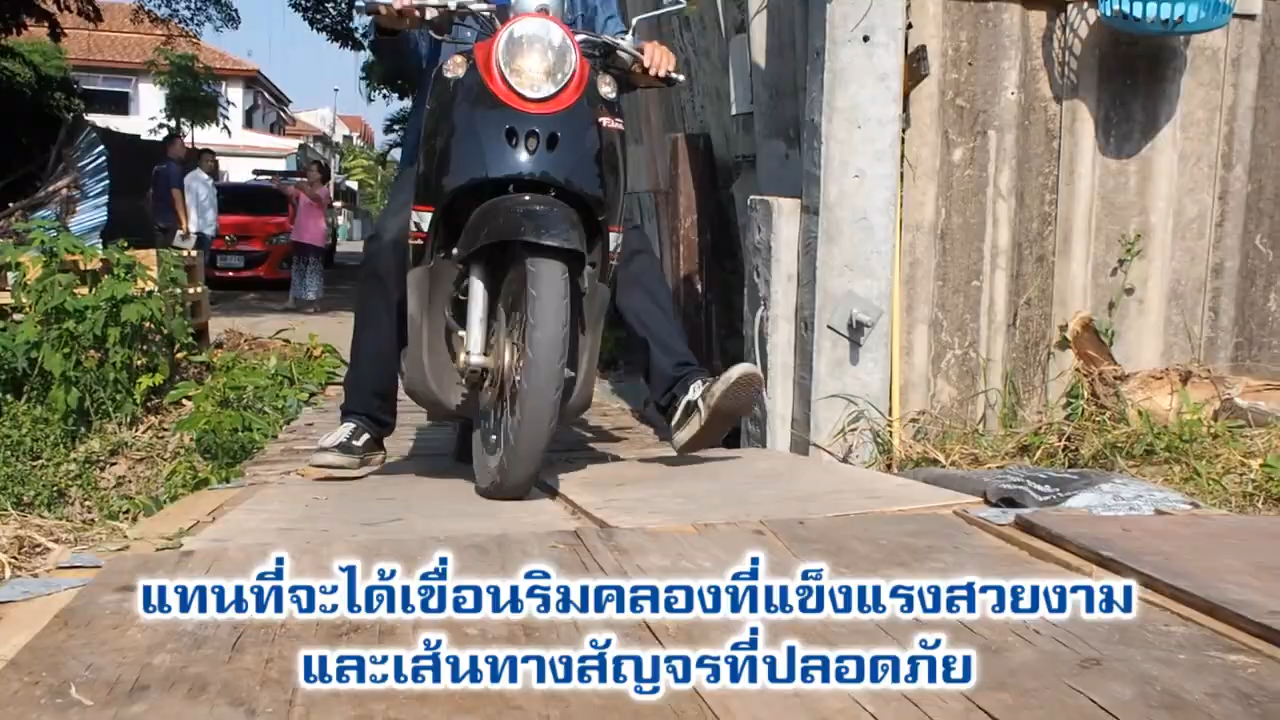 แทนที่จะได้เขื่อนริมคลองที่แข็งแรงสวยงาม
และเส้นทางสัญจรที่ปลอดภัย